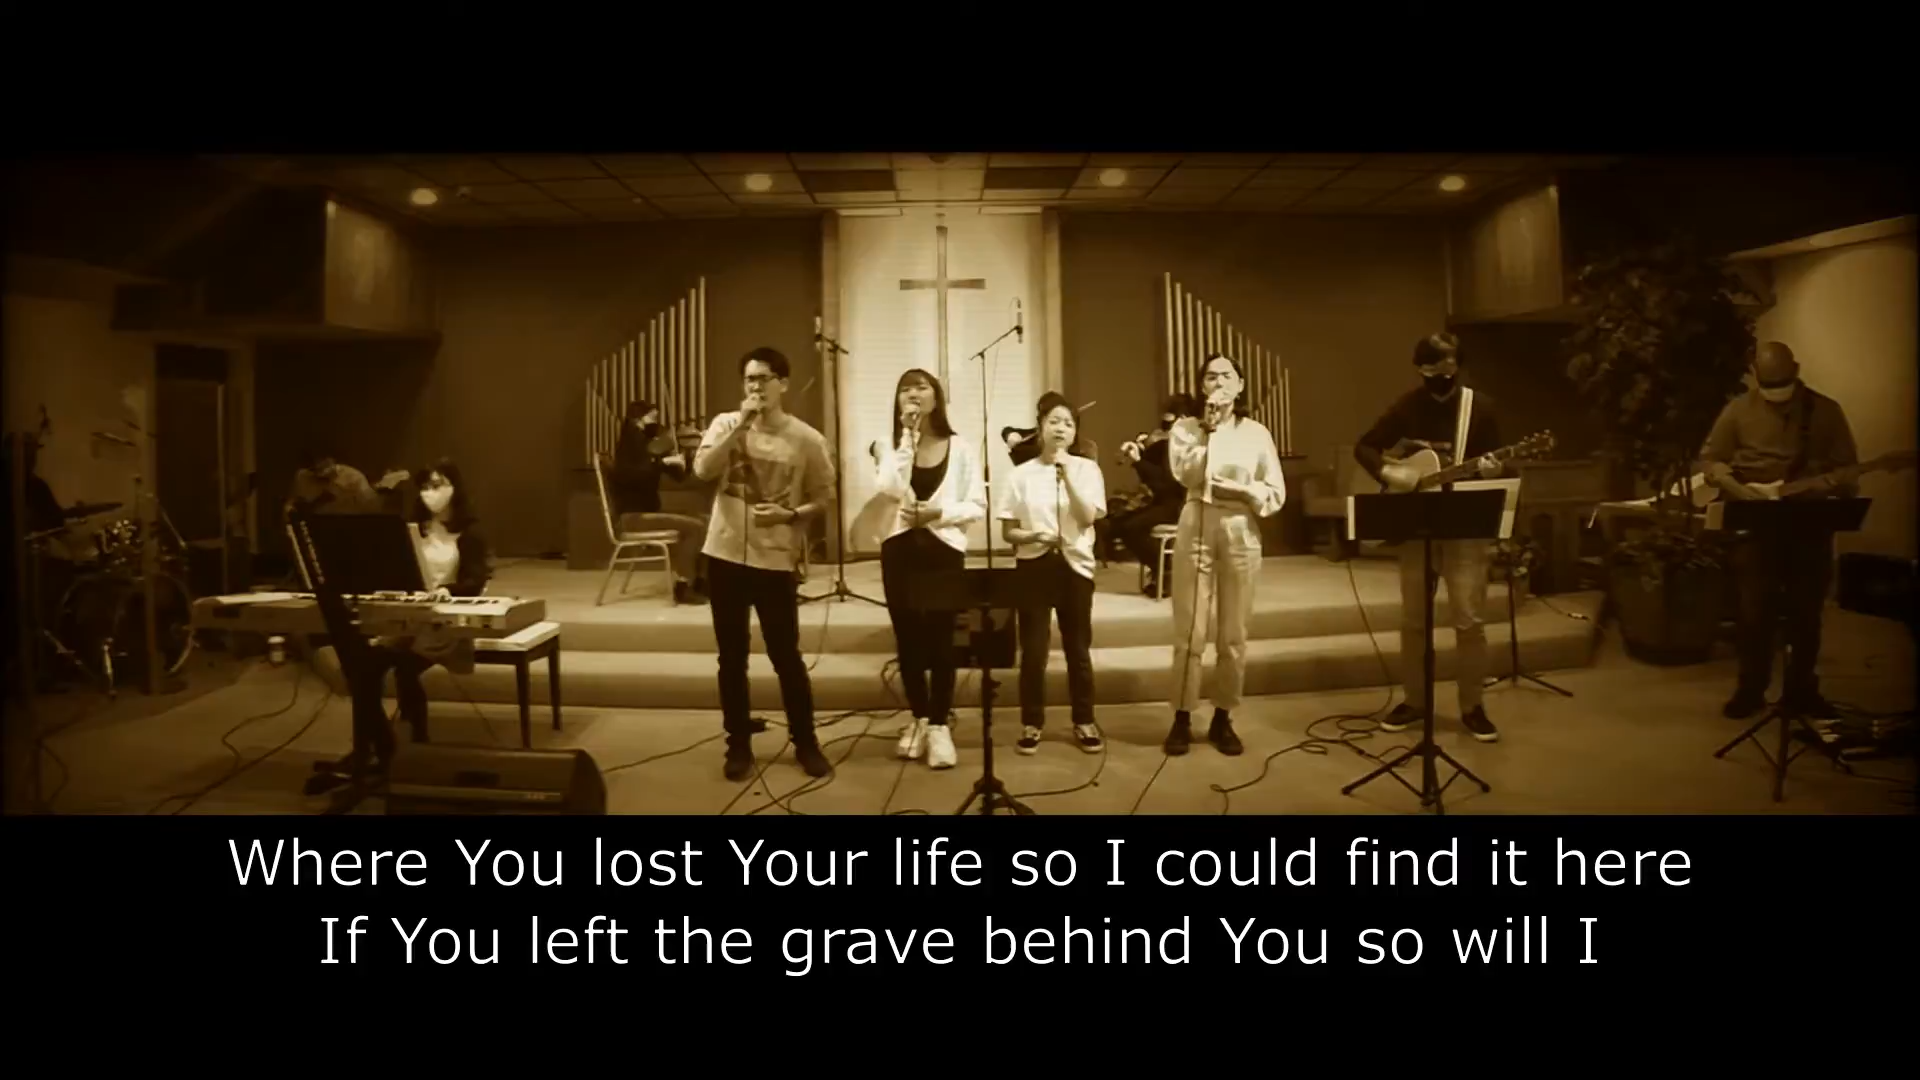 Where You lost Your life so I could find it here
If You left the grave behind You so will I